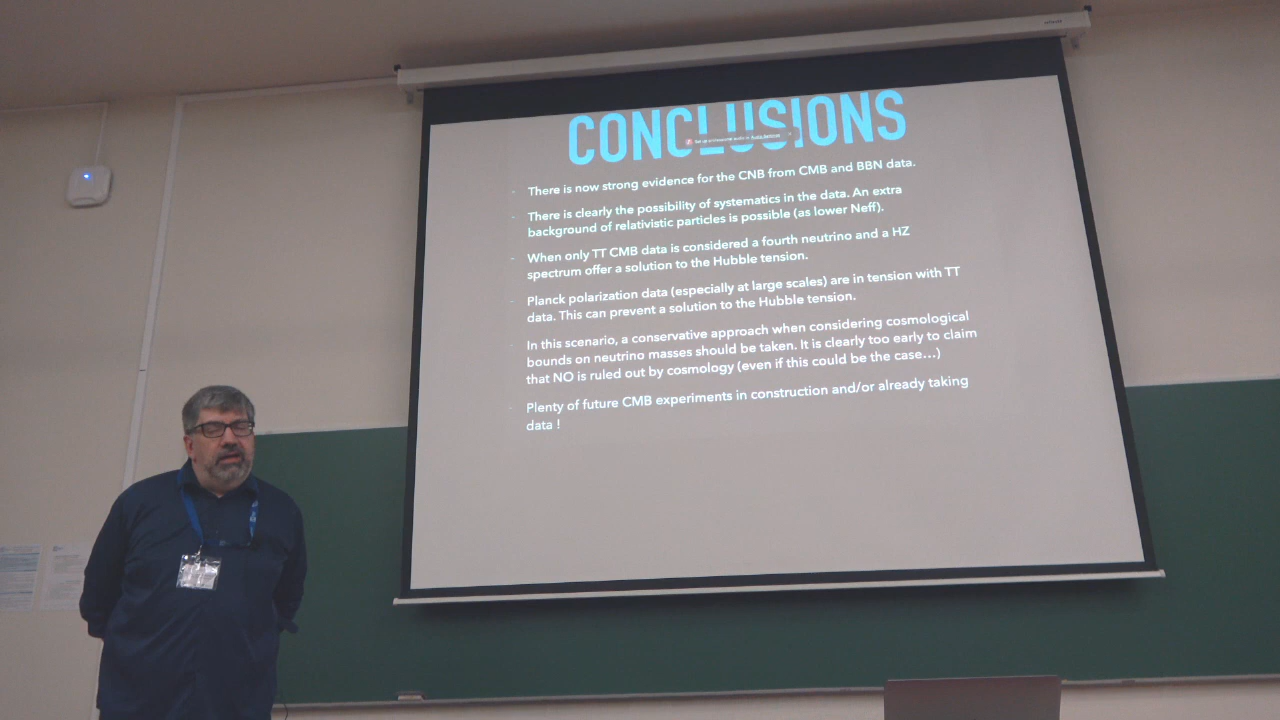 CONCLUSIONS
- There is now strong evidence for the CNB from CMB and BBN data.
- There is clearly the possibility of systematics in the data. An extra
background of relativistic particles is possible (as lower Neff).
- When only TT CMB data is considered a fourth neutrino and a HZ
spectrum offer a solution to the Hubble tension.
- Planck polarization data (especially at large scales) are in tension with TT
data. This can prevent a solution to the Hubble tension.
- In this scenario, a conservative approach when considering cosmological
bounds on neutrino masses should be taken. It is clearly too early to claim
that NO is ruled out by cosmology (even if this could be the case...)
- Plenty of future CMB experiments in construction and/or already taking
data !